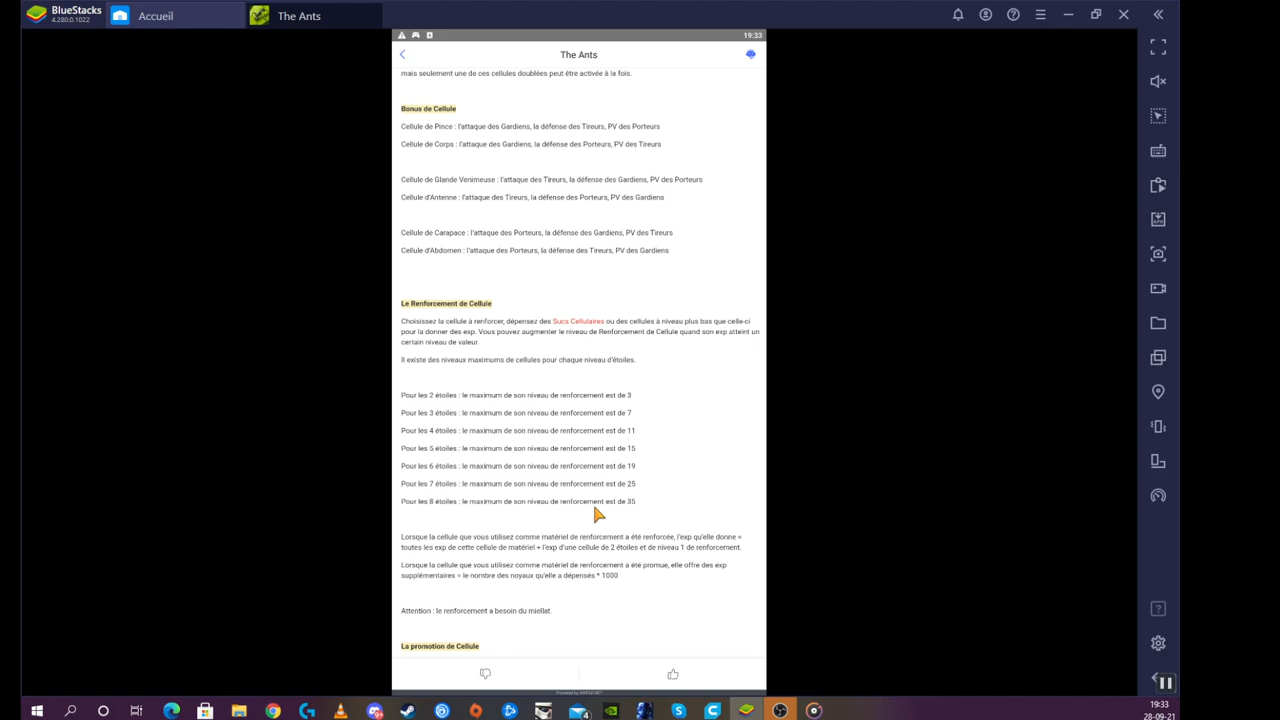 BlueStacks
4.280.0.1022
Accueil
The Ants
19:33
The Ants
mais seulement une de ces cellules doublées peut être activée à la fois.
Bonus de Cellule
Cellule de Pince : l'attaque des Gardiens, la défense des Tireurs, PV des Porteurs
Cellule de Corps : l'attaque des Gardiens, la défense des Porteurs, PV des Tireurs
Cellule de Glande Venimeuse : l'attaque des Tireurs, la défense des Gardiens, PV des Porteurs
Cellule d'Antenne : l'attaque des Tireurs, la défense des Porteurs, PV des Gardiens
Cellule de Carapace : l'attaque des Porteurs, la défense des Gardiens, PV des Tireurs
Cellule d'Abdomen : l'attaque des Porteurs, la défense des Tireurs, PV des Gardiens
Le Renforcement de Cellule
Choisissez la cellule à renforcer, dépensez des Sucs Cellulaires ou des cellules à niveau plus bas que celle-ci
pour la donner des exp. Vous pouvez augmenter le niveau de Renforcement de Cellule quand son exp atteint un
certain niveau de valeur.
Il existe des niveaux maximums de cellules pour chaque niveau d'étoiles.
Pour les 2 étoiles : le maximum de son niveau de renforcement est de 3
Pour les 3 étoiles : le maximum de son niveau de renforcement est de 7
Pour les 4 étoiles : le maximum de son niveau de renforcement est de 11
Pour les 5 étoiles : le maximum de son niveau de renforcement est de 15
Pour les 6 étoiles : le maximum de son niveau de renforcement est de 19
Pour les 7 étoiles : le maximum de son niveau de renforcement est de 25
Pour les 8 étoiles : le maximum de son niveau de renforcement est de 35
Lorsque la cellule que vous utilisez comme matériel de renforcement a été renforcée, l'exp qu'elle donne =
toutes les exp de cette cellule de matériel + l'exp d'une cellule de 2 étoiles et de niveau 1 de renforcement.
Lorsque la cellule que vous utilisez comme matériel de renforcement a été promue, elle offre des exp
supplémentaires = le nombre des noyaux qu'elle a dépensés * 1000
Attention : le renforcement a besoin du miellat.
La promotion de Cellule
19:33
28-09-21